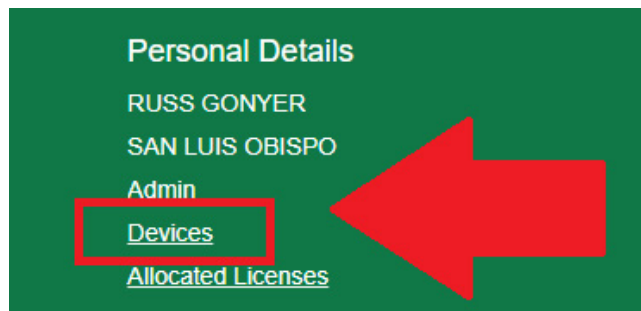 Personal Details
RUSS GONYER
SAN LUIS OBISPO
Admin
Devices
Allocated Licenses